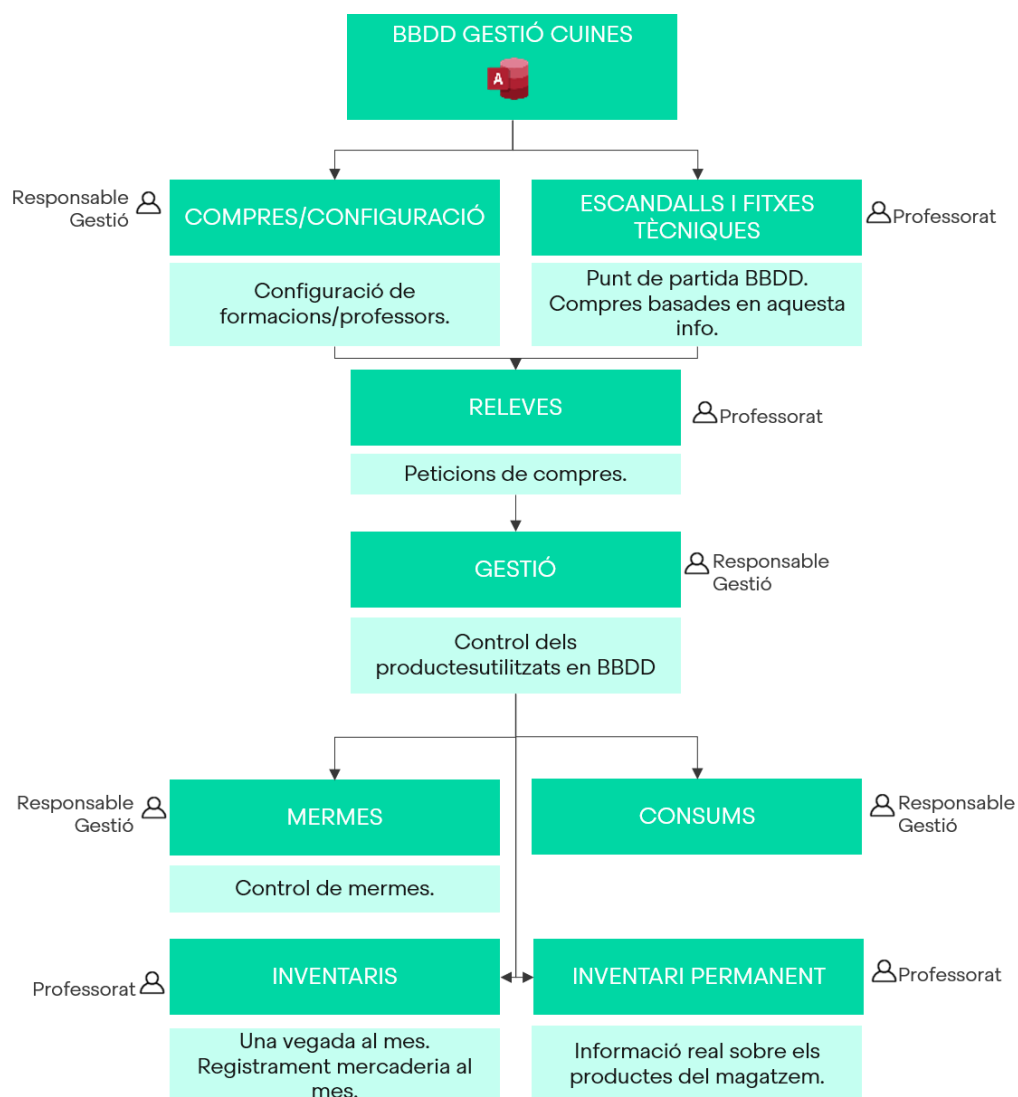 BBDD GESTIÓ CUINES
A
Responsable
Gestió
COMPRES/CONFIGURACIÓ
ESCANDALLS I FITXES
TÈCNIQUES
Professorat
Configuració de
formacions/professors.
Punt de partida BBDD.
Compres basades en aquesta
info.
RELEVES
Professorat
Peticions de compres.
GESTIÓ
Responsable
Gestió
Control dels
productesutilitzats en BBDD
Responsable
Gestió
MERMES
CONSUMS
Responsable
Gestió
Control de mermes.
Professorat
INVENTARIS
INVENTARI PERMANENT
Professorat
Una vegada al mes.
Registrament mercaderia al
mes.
Informació real sobre els
productes del magatzem.